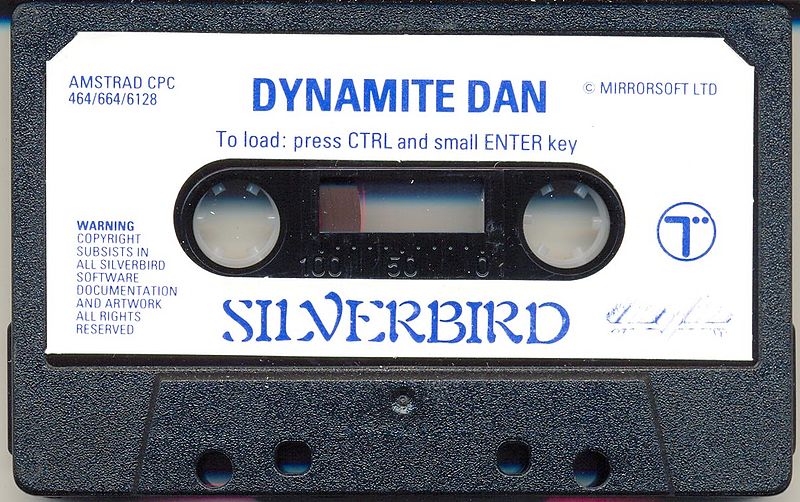 AMSTRAD CPC
464/664/6128
DYNAMITE DAN
© MIRRORSOFT LTD
To load: press CTRL and small ENTER key
WARNING
COPYRIGHT
SUBSISTS IN
ALL SILVERBIRD
SOFTWARE
DOCUMENTATION
AND ARTWORK
ALL RIGHTS
RESERVED
100 50 0
T
SILVERBIRD